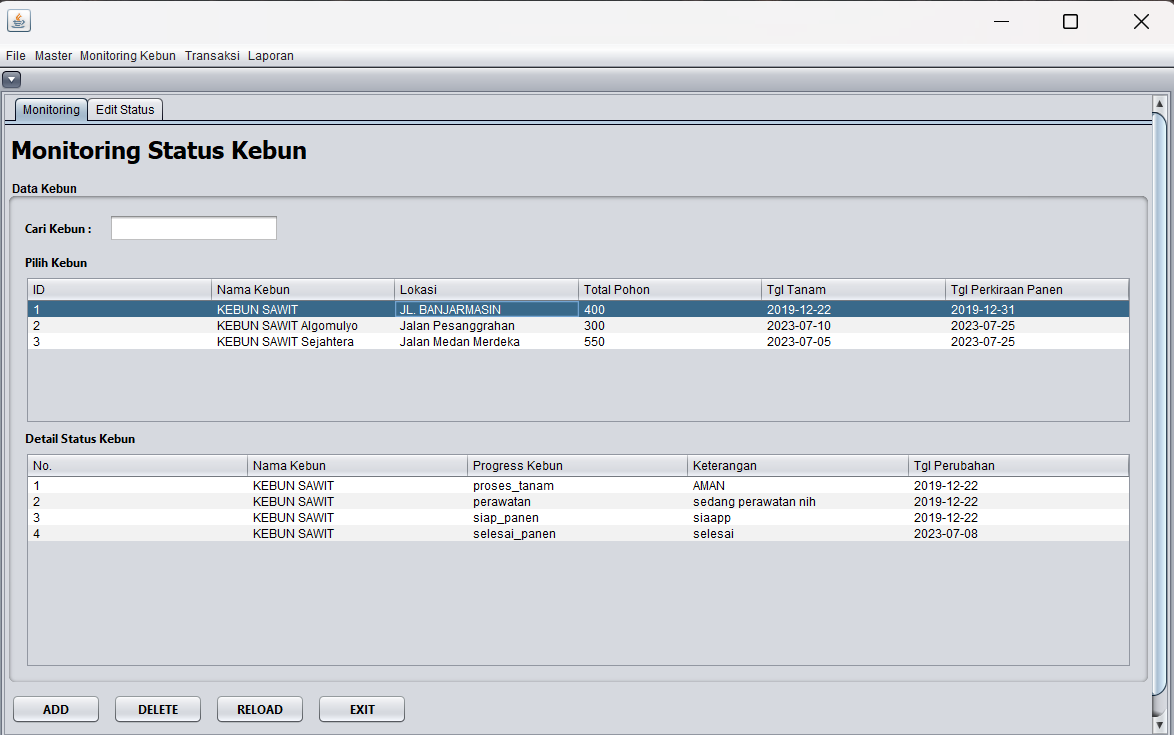 File Master Monitoring Kebun Transaksi Laporan
Monitoring Edit Status
Monitoring Status Kebun
Data Kebun
Cari Kebun :
Pilih Kebun
ID Nama Kebun Lokasi Total Pohon Tgl Tanam Tgl Perkiraan Panen
1 KEBUN SAWIT JL. BANJARMASIN 400 2019-12-22 2019-12-31
2 KEBUN SAWIT Algomulyo Jalan Pesanggrahan 300 2023-07-10 2023-07-25
3 KEBUN SAWIT Sejahtera Jalan Medan Merdeka 550 2023-07-05 2023-07-25
Detail Status Kebun
No. Nama Kebun Progress Kebun Keterangan Tgl Perubahan
1 KEBUN SAWIT proses_tanam AMAN 2019-12-22
2 KEBUN SAWIT perawatan sedang perawatan nih 2019-12-22
3 KEBUN SAWIT siap_panen siaapp 2019-12-22
4 KEBUN SAWIT selesai_panen selesai 2023-07-08
ADD DELETE RELOAD EXIT